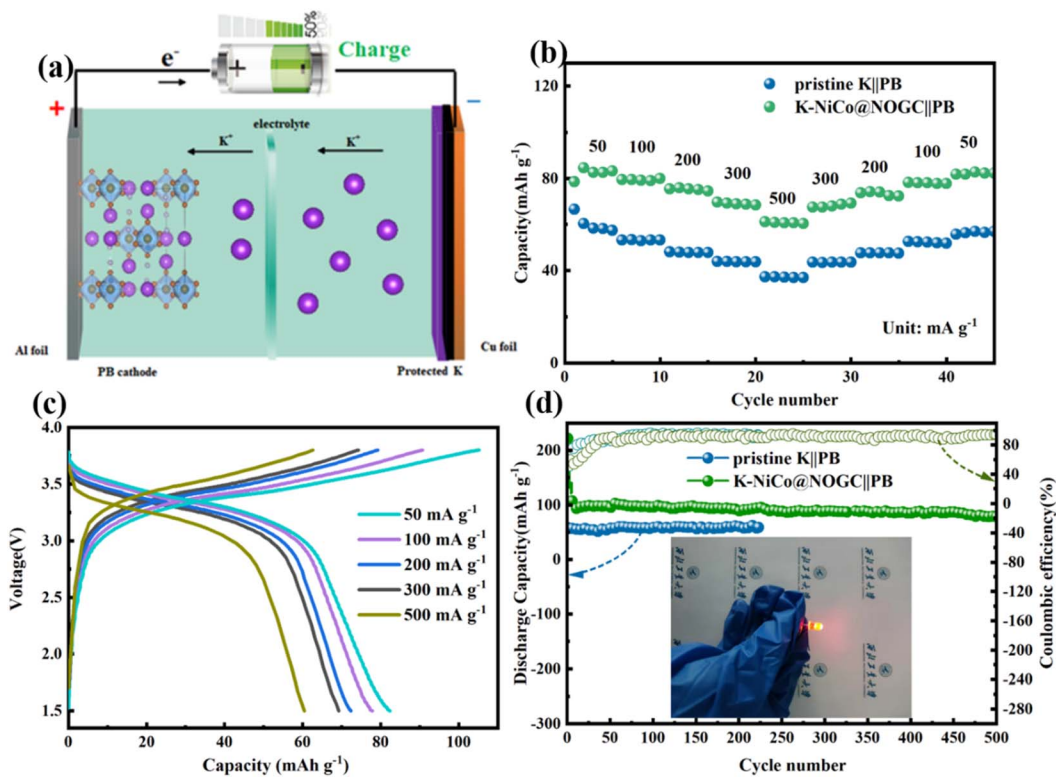 (a)
50%
Charge
e⁻
+
-
+
−
electrolyte
K⁺
K⁺
Al foil
PB cathode
Protected K
Cu foil
(b)
Capacity(mAh g⁻¹)
120
80
40
0
pristine K||PB
K-NiCo@NOGC||PB
50
100
200
300
500
300
200
100
50
Unit: mA g⁻¹
0
10
20
30
40
Cycle number
(c)
Voltage(V)
4.0
3.5
3.0
2.5
2.0
1.5
50 mA g⁻¹
100 mA g⁻¹
200 mA g⁻¹
300 mA g⁻¹
500 mA g⁻¹
0
20
40
60
80
100
Capacity (mAh g⁻¹)
(d)
Discharge Capacity(mAh g⁻¹)
200
100
0
-100
-200
-300
pristine K||PB
K-NiCo@NOGC||PB
80
40
0
-40
-80
-120
-160
-200
-240
-280
Coulombic efficiency(%)
0
50
100
150
200
250
300
350
400
450
500
Cycle number